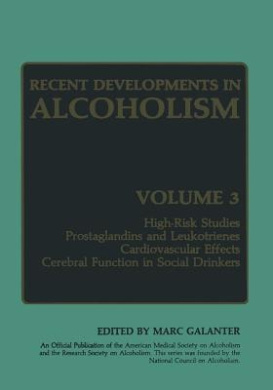 RECENT DEVELOPMENTS IN
ALCOHOLISM
VOLUME 3
High-Risk Studies
Prostaglandins and Leukotrienes
Cardiovascular Effects
Cerebral Function in Social Drinkers
EDITED BY MARC GALANTER
An Official Publication of the American Medical Society on Alcoholism
and the Research Society on Alcoholism. This series was founded by the
National Council on Alcoholism.